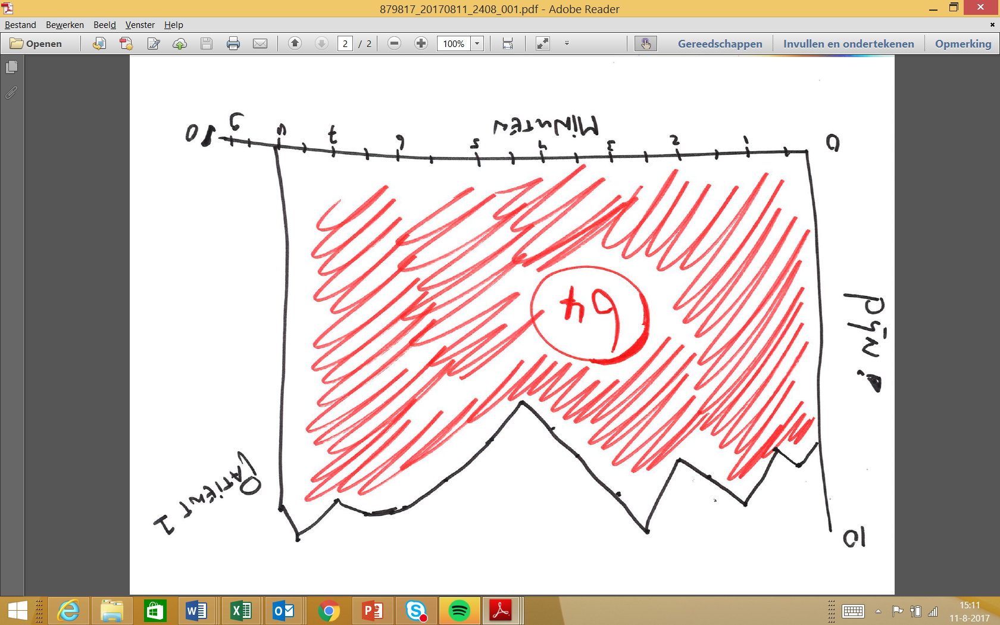 879817_20170811_2408_001.pdf - Adobe Reader
Bestand Bewerken Beeld Venster Help
Openen 2 / 2 100% Gereedschappen Invullen en ondertekenen Opmerking
10 9 8 7 6 5 4 3 2 1 0
MINUTEN
64
Pijn
10
PATIENT 1
15:11
11-8-2017